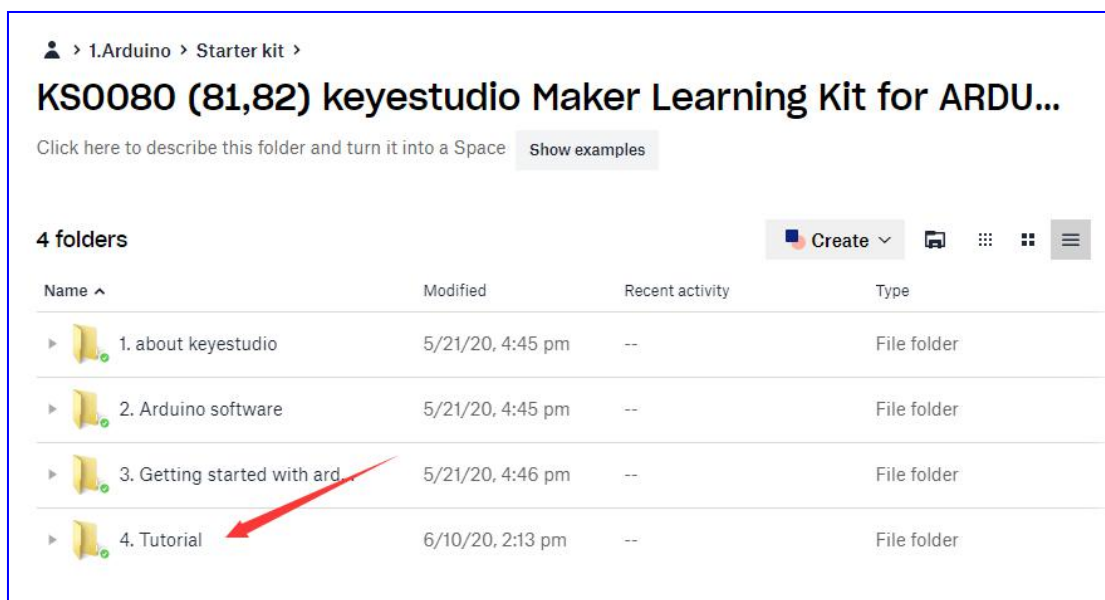 > 1.Arduino > Starter kit >
KS0080 (81,82) keyestudio Maker Learning Kit for ARDU...
Click here to describe this folder and turn it into a Space Show examples
4 folders Create
Name Modified Recent activity Type
1. about keyestudio 5/21/20, 4:45 pm -- File folder
2. Arduino software 5/21/20, 4:45 pm -- File folder
3. Getting started with ard... 5/21/20, 4:46 pm -- File folder
4. Tutorial 6/10/20, 2:13 pm -- File folder